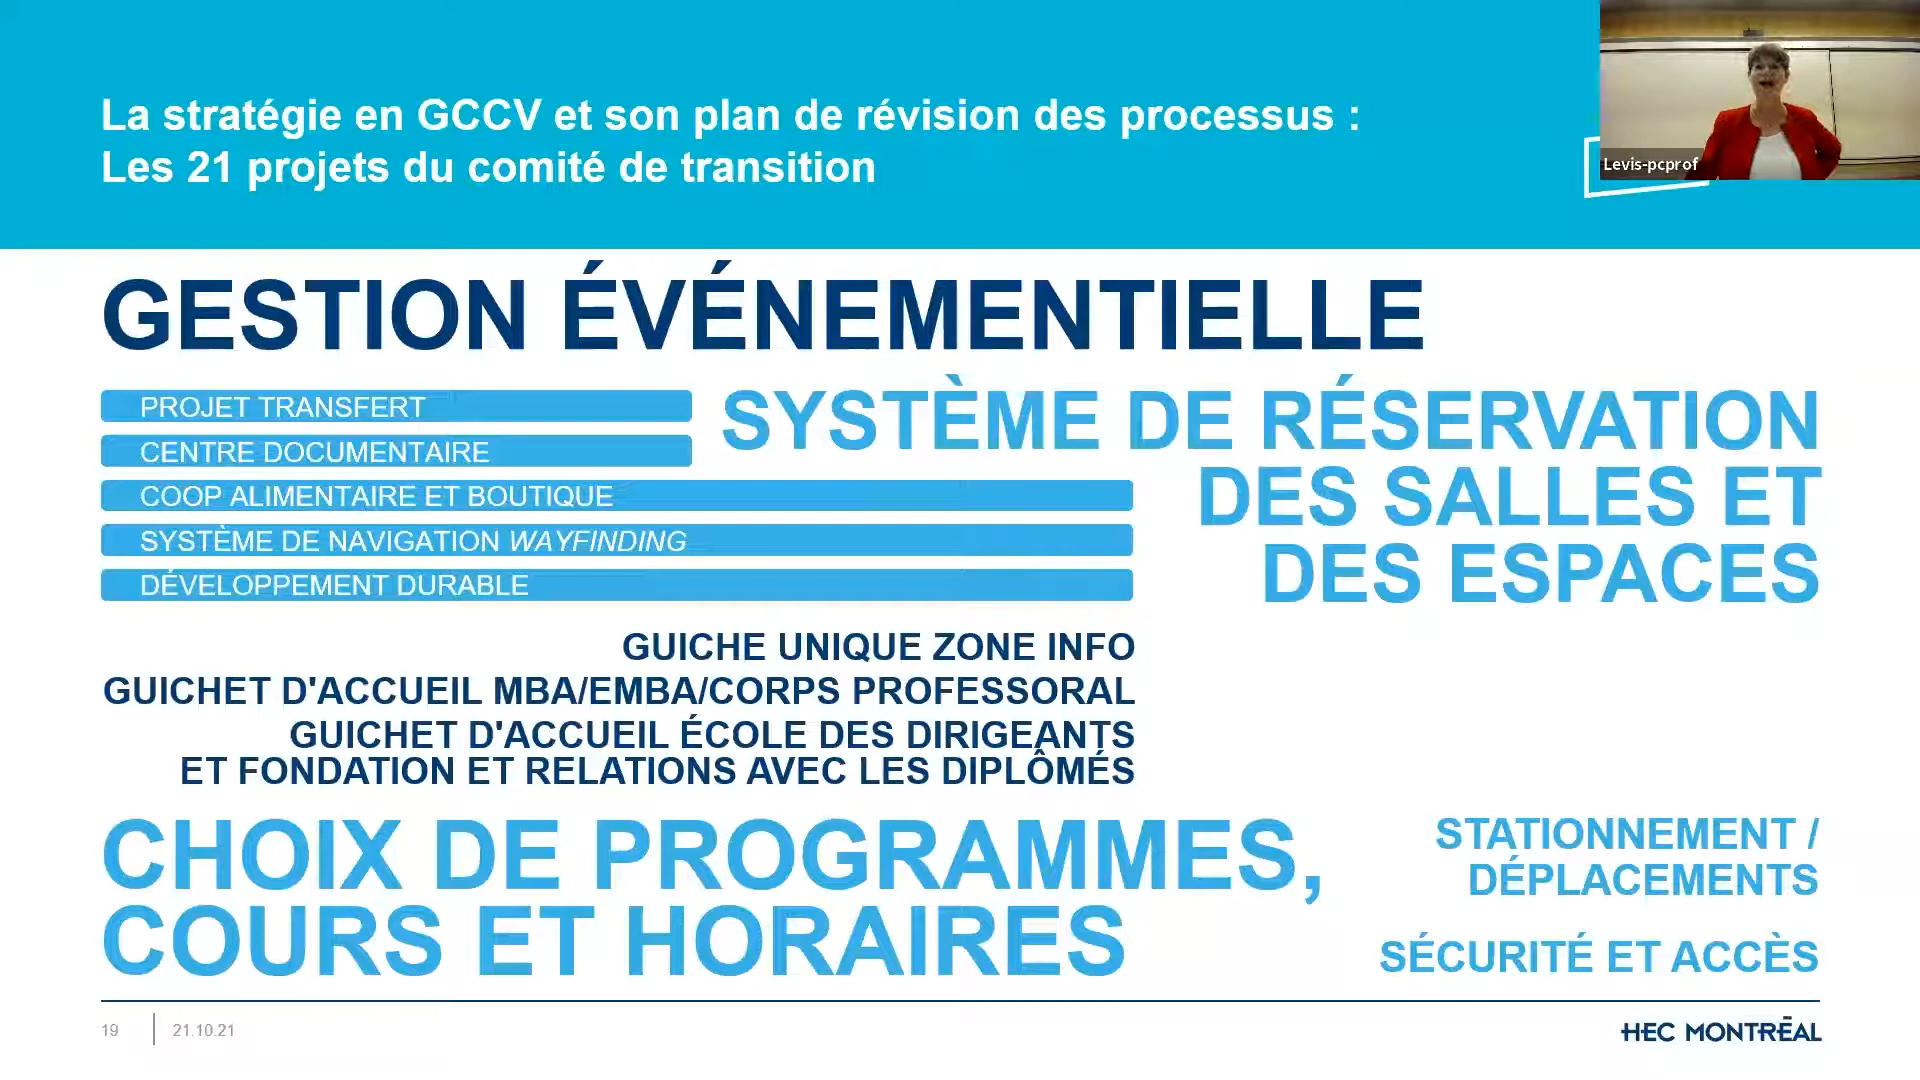 La stratégie en GCCV et son plan de révision des processus :
Les 21 projets du comité de transition
Levis-pcprof
GESTION ÉVÉNEMENTIELLE
PROJET TRANSFERT
CENTRE DOCUMENTAIRE
COOP ALIMENTAIRE ET BOUTIQUE
SYSTÈME DE NAVIGATION WAYFINDING
DÉVELOPPEMENT DURABLE
SYSTÈME DE RÉSERVATION
DES SALLES ET
DES ESPACES
GUICHE UNIQUE ZONE INFO
GUICHET D'ACCUEIL MBA/EMBA/CORPS PROFESSORAL
GUICHET D'ACCUEIL ÉCOLE DES DIRIGEANTS
ET FONDATION ET RELATIONS AVEC LES DIPLÔMÉS
CHOIX DE PROGRAMMES,
COURS ET HORAIRES
STATIONNEMENT /
DÉPLACEMENTS
SÉCURITÉ ET ACCÈS
19
21.10.21
HEC MONTRÉAL